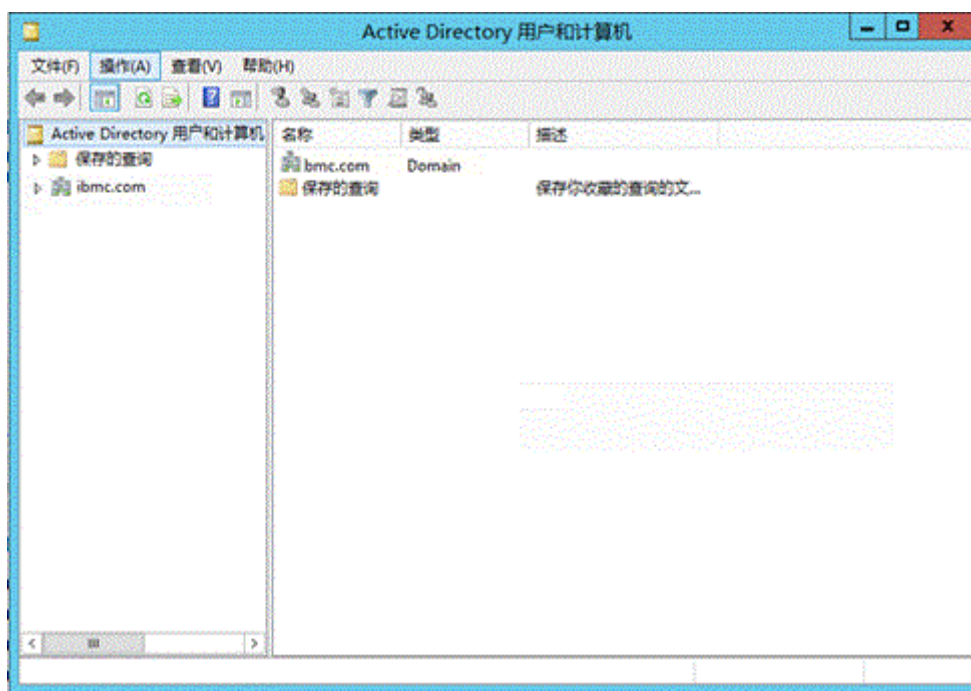 Active Directory 用户和计算机
文件(F) 操作(A) 查看(V) 帮助(H)
Active Directory 用户和计算机
保存的查询
ibmc.com
名称 类型 描述
ibmc.com Domain
保存的查询 保存你收藏的查询的文...